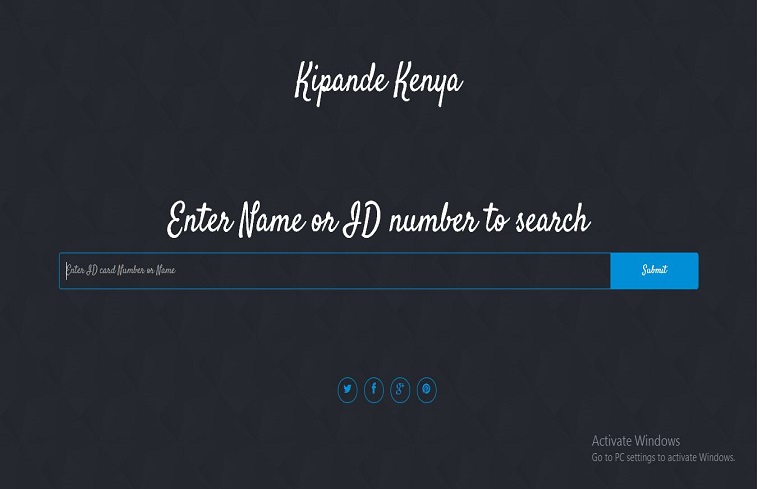 Kipande Kenya
Enter Name or ID number to search
Enter ID card Number or Name
Submit
Activate Windows
Go to PC settings to activate Windows.